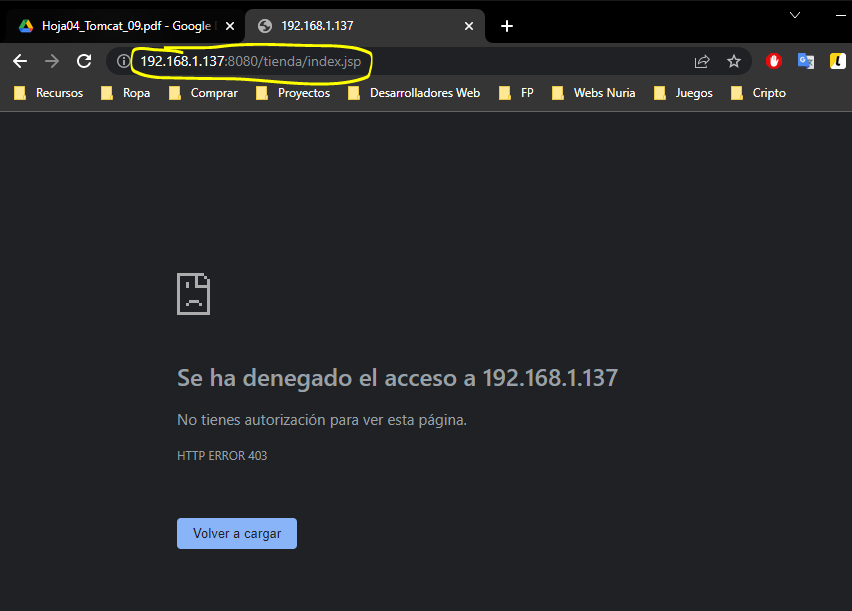 Hoja04_Tomcat_09.pdf - Google
192.168.1.137
192.168.1.137:8080/tienda/index.jsp
Recursos Ropa Comprar Proyectos Desarrolladores Web FP Webs Nuria Juegos Cripto
Se ha denegado el acceso a 192.168.1.137
No tienes autorización para ver esta página.
HTTP ERROR 403
Volver a cargar